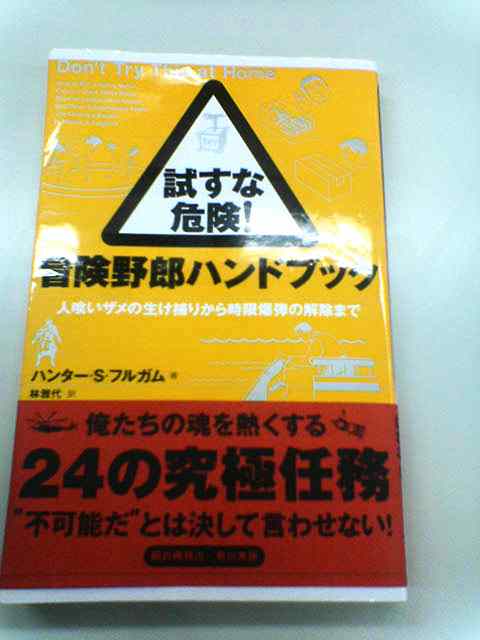 Don't Try This at Home
試すな
危険!
冒険野郎ハンドブック
人喰いザメの生け捕りから時限爆弾の解除まで
ハンター・S・フルガム 著
林雅代 訳
俺たちの魂を熱くする
24の究極任務
"不可能だ"とは決して言わせない!